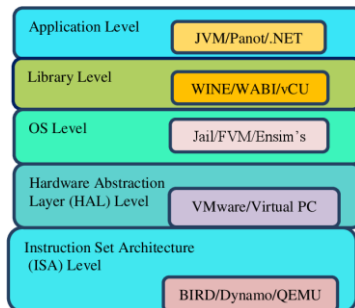 Application Level
JVM/Panot/.NET
Library Level
WINE/WABI/vCU
OS Level
Jail/FVM/Ensim's
Hardware Abstraction
Layer (HAL) Level
VMware/Virtual PC
Instruction Set Architecture
(ISA) Level
BIRD/Dynamo/QEMU